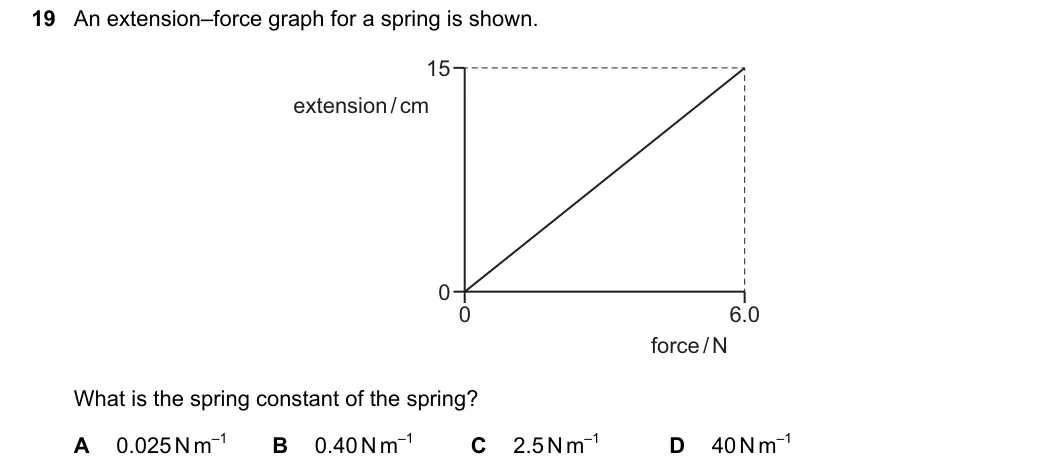 19 An extension–force graph for a spring is shown.
15
extension / cm
0
0 6.0
force / N
What is the spring constant of the spring?
A 0.025 N m⁻¹ B 0.40 N m⁻¹ C 2.5 N m⁻¹ D 40 N m⁻¹